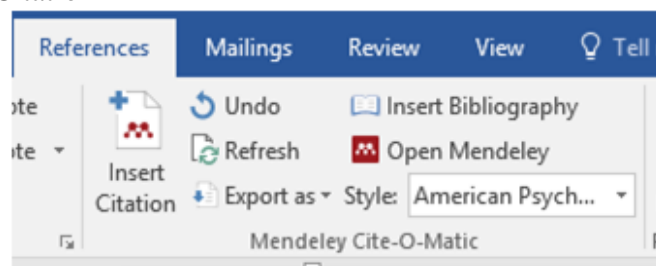 References Mailings Review View Tell
ote Undo Insert Bibliography
ote Insert Refresh Open Mendeley
Citation Export as Style: American Psych...
Mendeley Cite-O-Matic